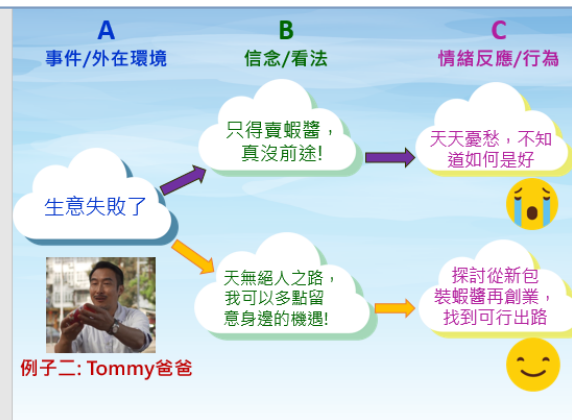 A
事件/外在環境
B
信念/看法
C
情緒反應/行為
生意失敗了
只得賣蝦醬，
真沒前途!
天天憂愁，不知
道如何是好
天無絕人之路，
我可以多點留
意身邊的機遇!
探討從新包
裝蝦醬再創業，
找到可行出路
例子二: Tommy爸爸